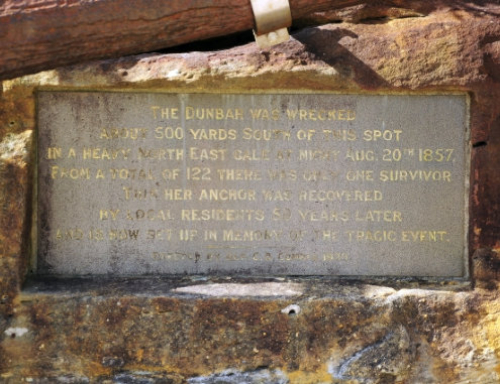 THE DUNBAR WAS WRECKED
ABOUT 500 YARDS SOUTH OF THIS SPOT
IN A HEAVY NORTH EAST GALE AT NIGHT AUG. 20TH 1857.
FROM A TOTAL OF 122 THERE WAS ONLY ONE SURVIVOR
THIS HER ANCHOR WAS RECOVERED
BY LOCAL RESIDENTS 50 YEARS LATER
AND IS NOW SET UP IN MEMORY OF THE TRAGIC EVENT.